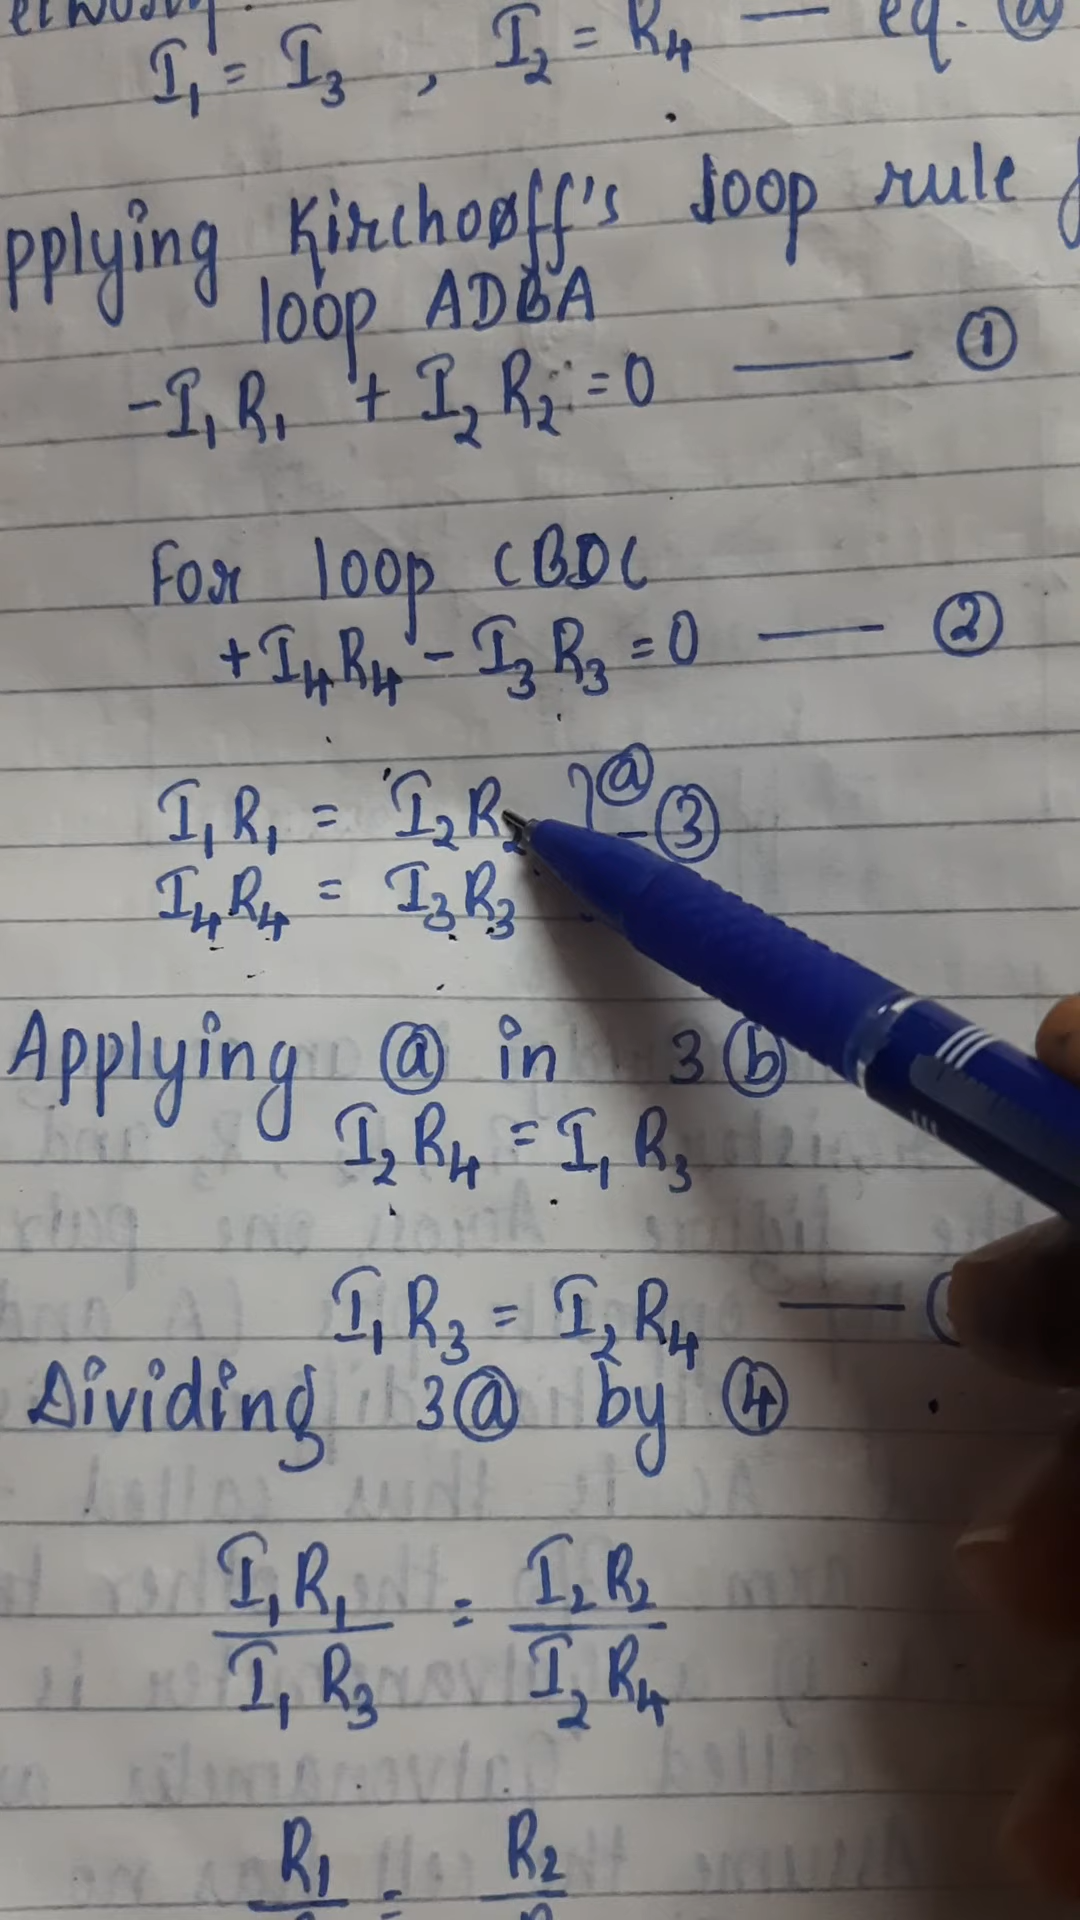 I₁ = I₃ , I₂ = R₄ — eq. ⓐ
pplying Kirchooff's loop rule
loop ADBA
-I₁R₁ + I₂R₂ = 0 — ①
For loop CBDC
+I₄R₄ - I₃R₃ = 0 — ②
I₁R₁ = I₂R₂ } ⓐ - ③
I₄R₄ = I₃R₃
Applying ⓐ in 3 ⓑ
I₂R₄ = I₁R₃
I₁R₃ = I₂R₄ —
Dividing 3ⓐ by ④
I₁R₁ = I₂R₂
I₁R₃ I₂R₄
R₁ = R₂